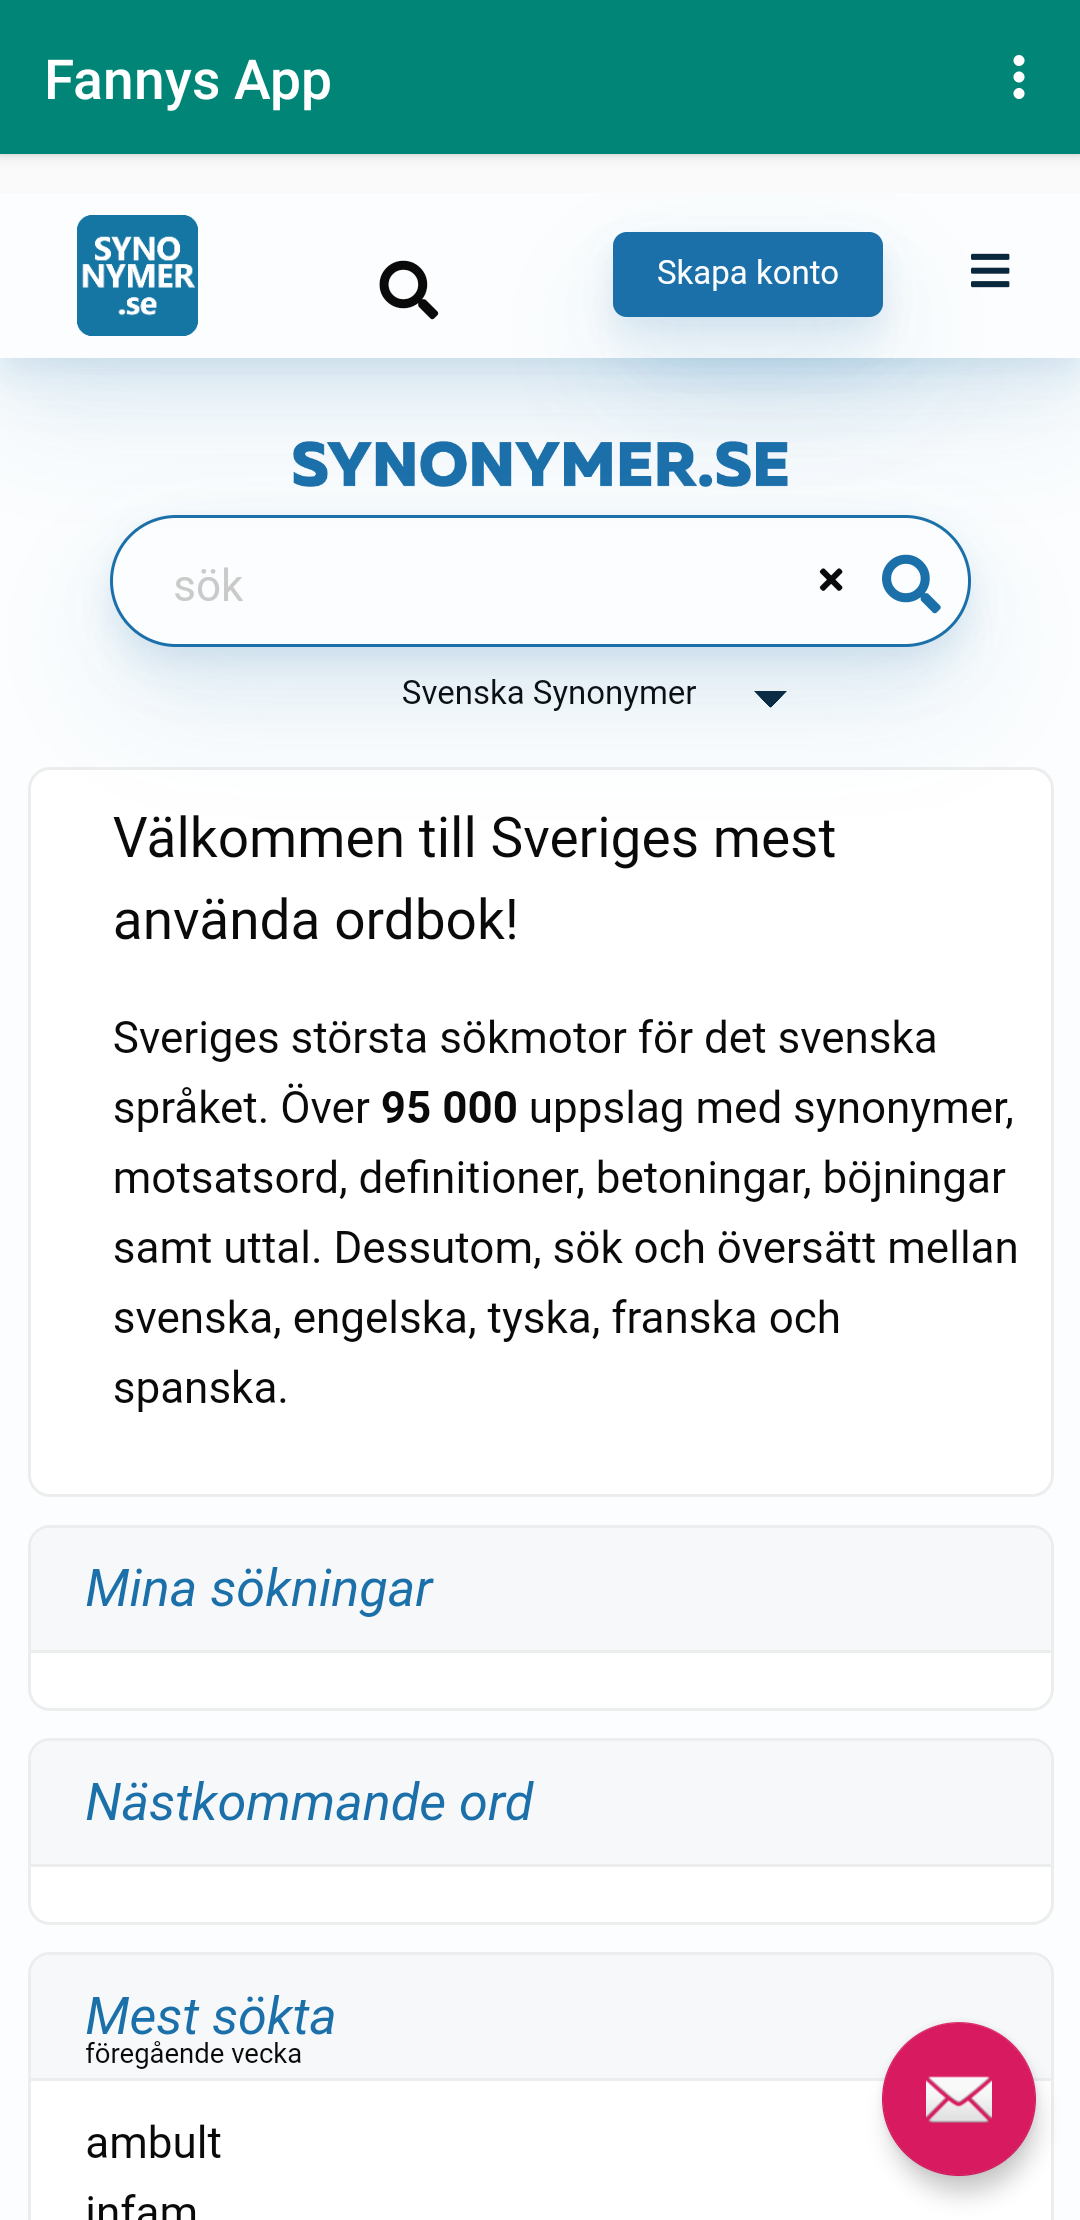 Fannys App
SYNO
NYMER
.se
Skapa konto
SYNONYMER.SE
sök
Svenska Synonymer
Välkommen till Sveriges mest
använda ordbok!
Sveriges största sökmotor för det svenska
språket. Över 95 000 uppslag med synonymer,
motsatsord, definitioner, betoningar, böjningar
samt uttal. Dessutom, sök och översätt mellan
svenska, engelska, tyska, franska och
spanska.
Mina sökningar
Nästkommande ord
Mest sökta
föregående vecka
ambult
infam